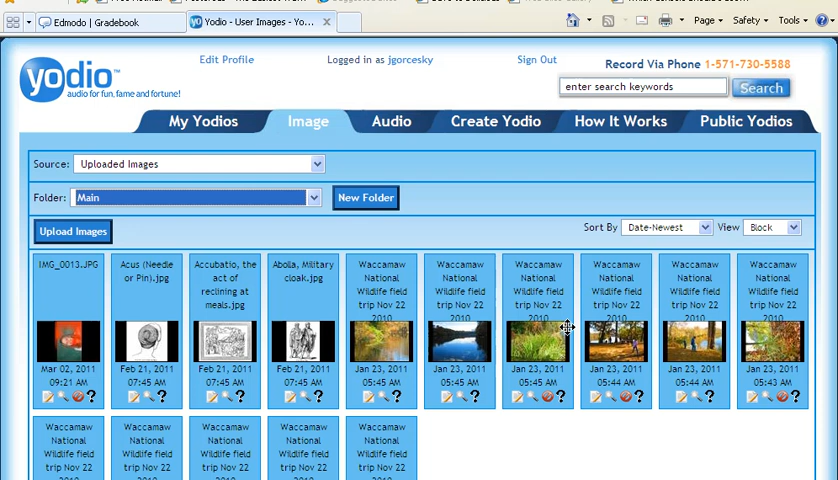 Edmodo | Gradebook
Yodio - User Images - Yo...
Page
Safety
Tools
yodio™
audio for fun, fame and fortune!
Edit Profile
Logged in as jgorcesky
Sign Out
Record Via Phone 1-571-730-5588
enter search keywords
Search
My Yodios
Image
Audio
Create Yodio
How It Works
Public Yodios
Source: Uploaded Images
Folder: Main
New Folder
Upload Images
Sort By Date-Newest
View Block
IMG_0013.JPG
Mar 02, 2011
09:21 AM
Acus (Needle
or Pin).jpg
Feb 21, 2011
07:45 AM
Accubatio, the
act of
reclining at
meals.jpg
Feb 21, 2011
07:45 AM
Abolla, Military
cloak.jpg
Feb 21, 2011
07:45 AM
Waccamaw
National
Wildlife field
trip Nov 22
2010
Jan 23, 2011
05:45 AM
Waccamaw
National
Wildlife field
trip Nov 22
2010
Jan 23, 2011
05:45 AM
Waccamaw
National
Wildlife field
trip Nov 22
2010
Jan 23, 2011
05:45 AM
Waccamaw
National
Wildlife field
trip Nov 22
2010
Jan 23, 2011
05:44 AM
Waccamaw
National
Wildlife field
trip Nov 22
2010
Jan 23, 2011
05:44 AM
Waccamaw
National
Wildlife field
trip Nov 22
2010
Jan 23, 2011
05:43 AM
Waccamaw
National
Wildlife field
trip Nov 22
Waccamaw
National
Wildlife field
trip Nov 22
Waccamaw
National
Wildlife field
trip Nov 22
Waccamaw
National
Wildlife field
trip Nov 22
Waccamaw
National
Wildlife field
trip Nov 22